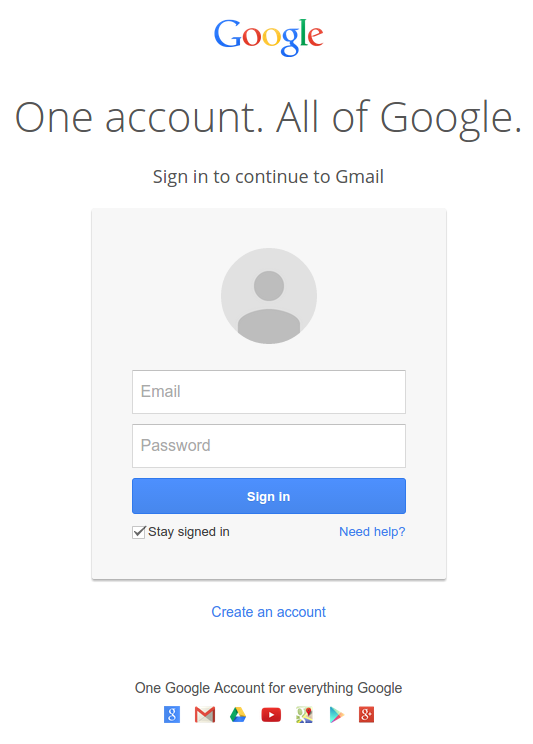 Google
One account. All of Google.
Sign in to continue to Gmail
Email
Password
Sign in
Stay signed in
Need help?
Create an account
One Google Account for everything Google